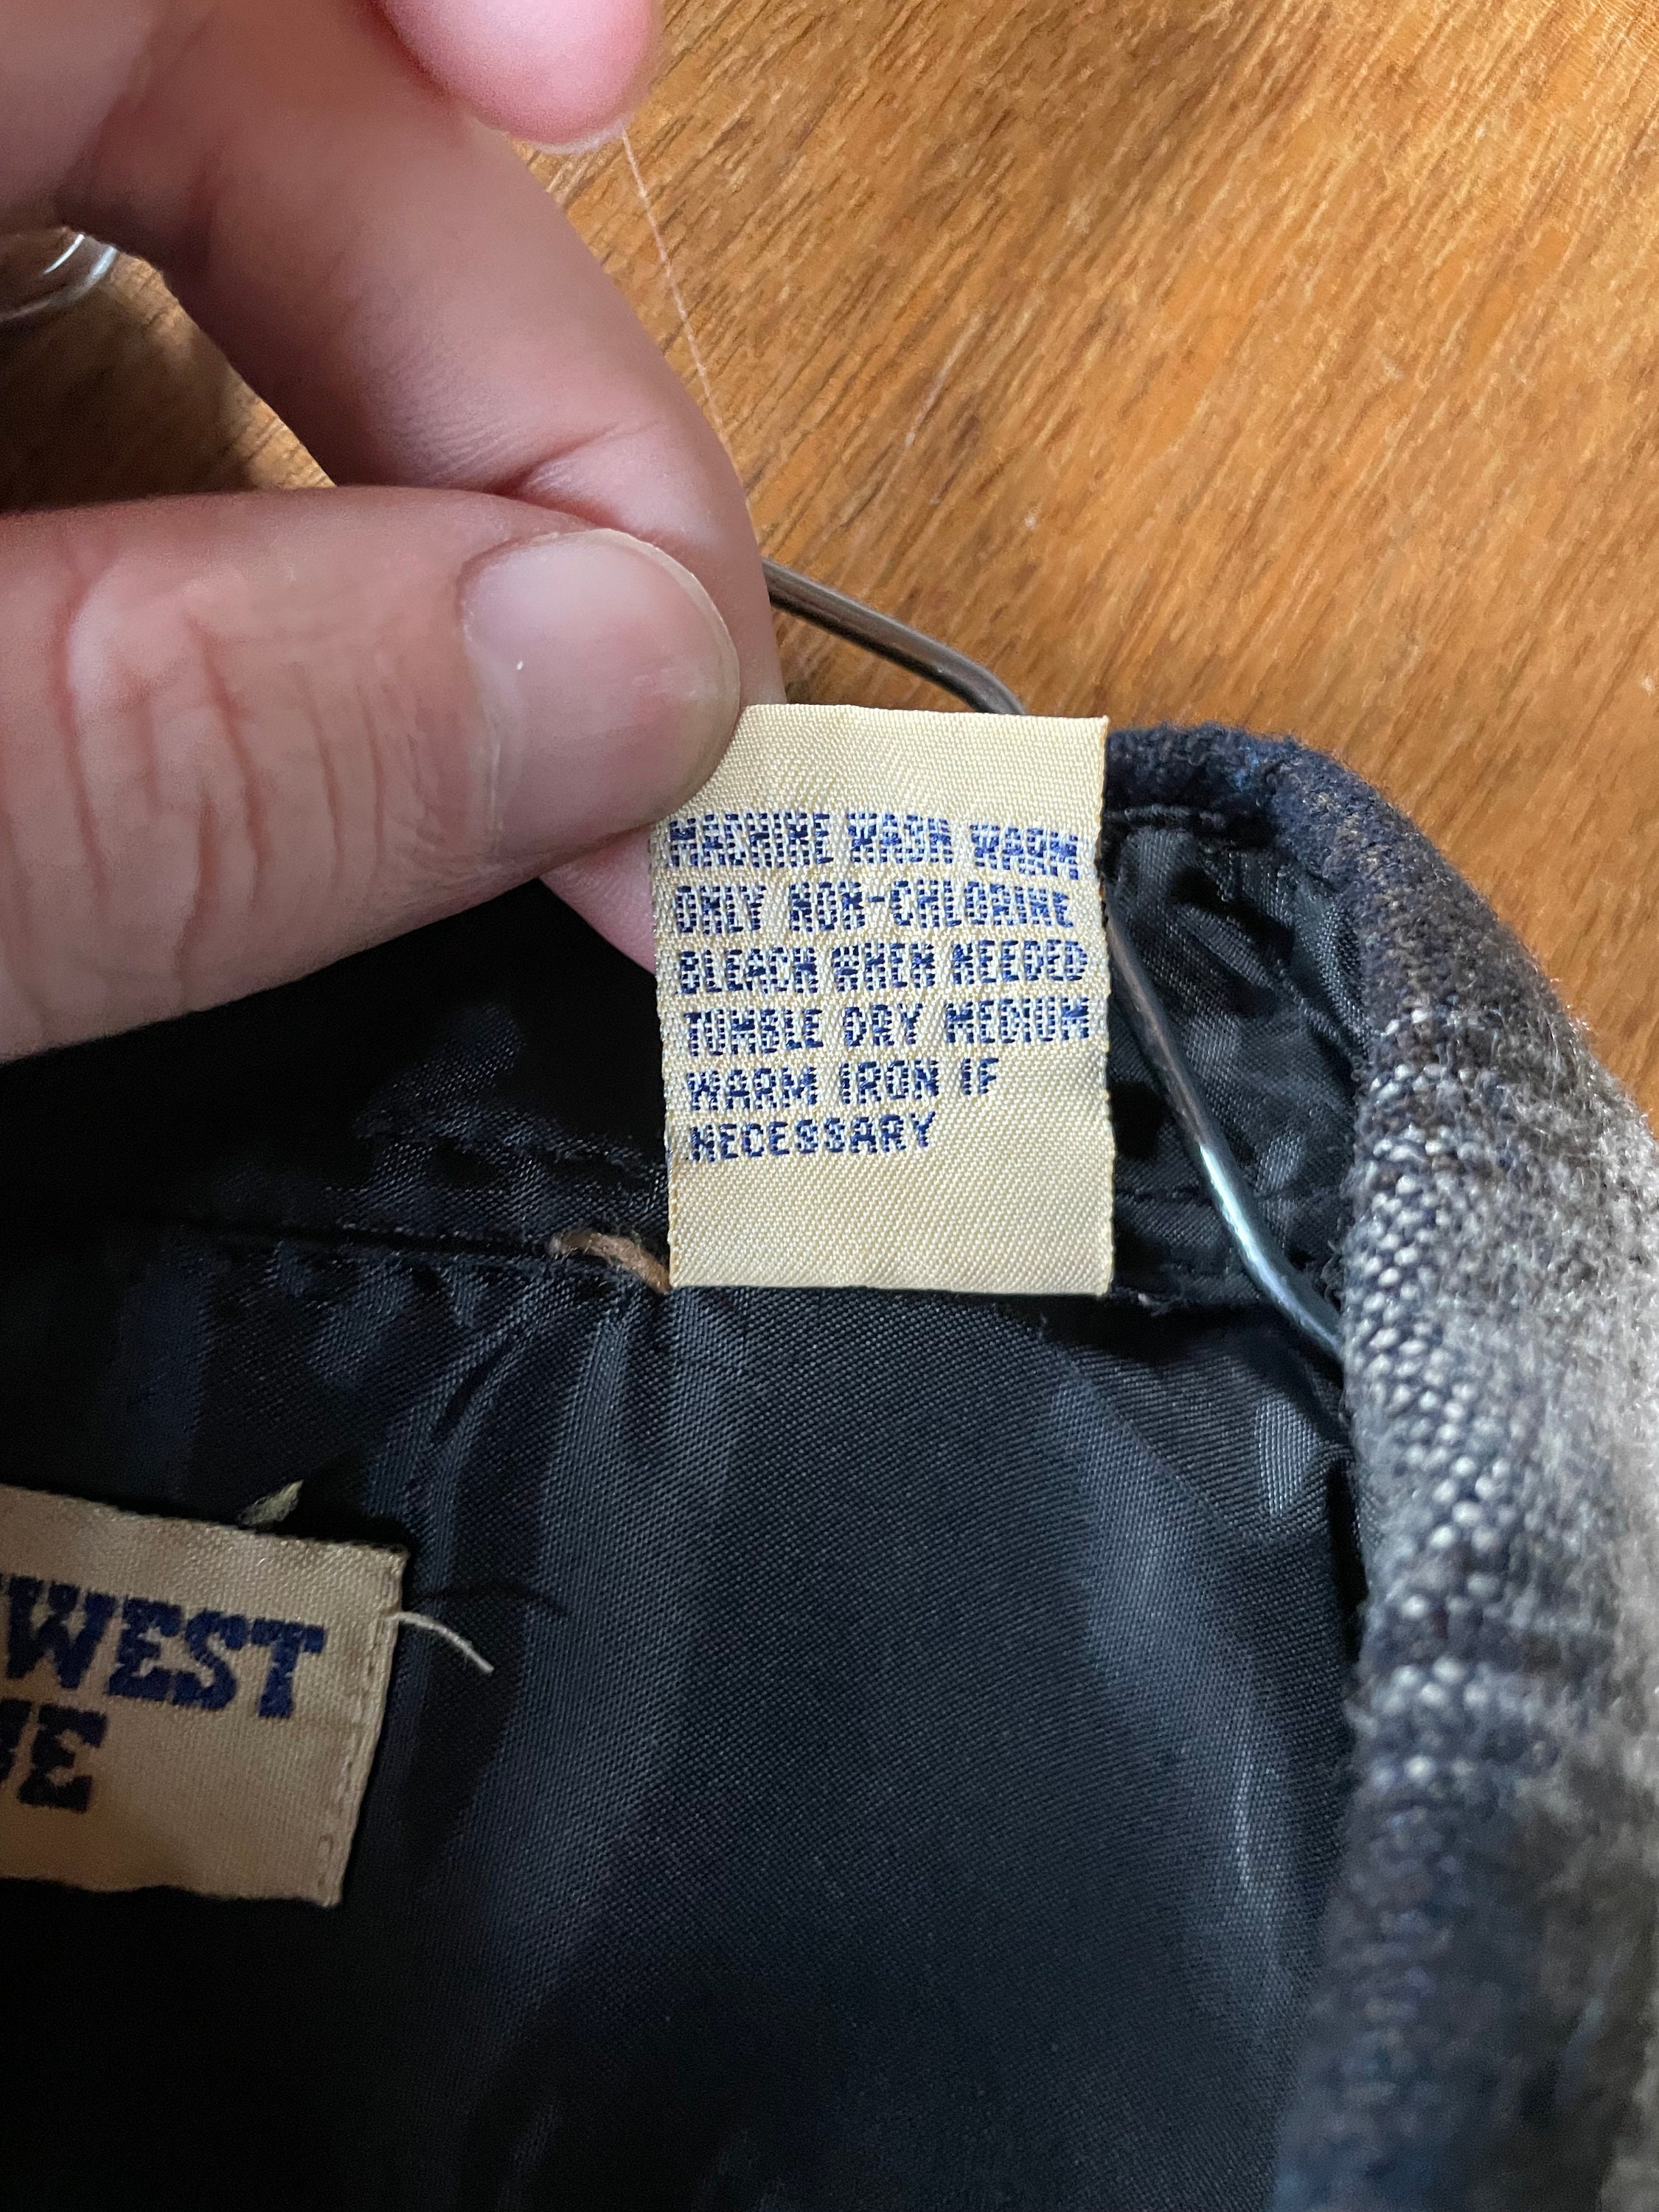 MACHINE WASH WARM
ONLY NON-CHLORINE
BLEACH WHEN NEEDED
TUMBLE DRY MEDIUM
WARM IRON IF
NECESSARY
WEST